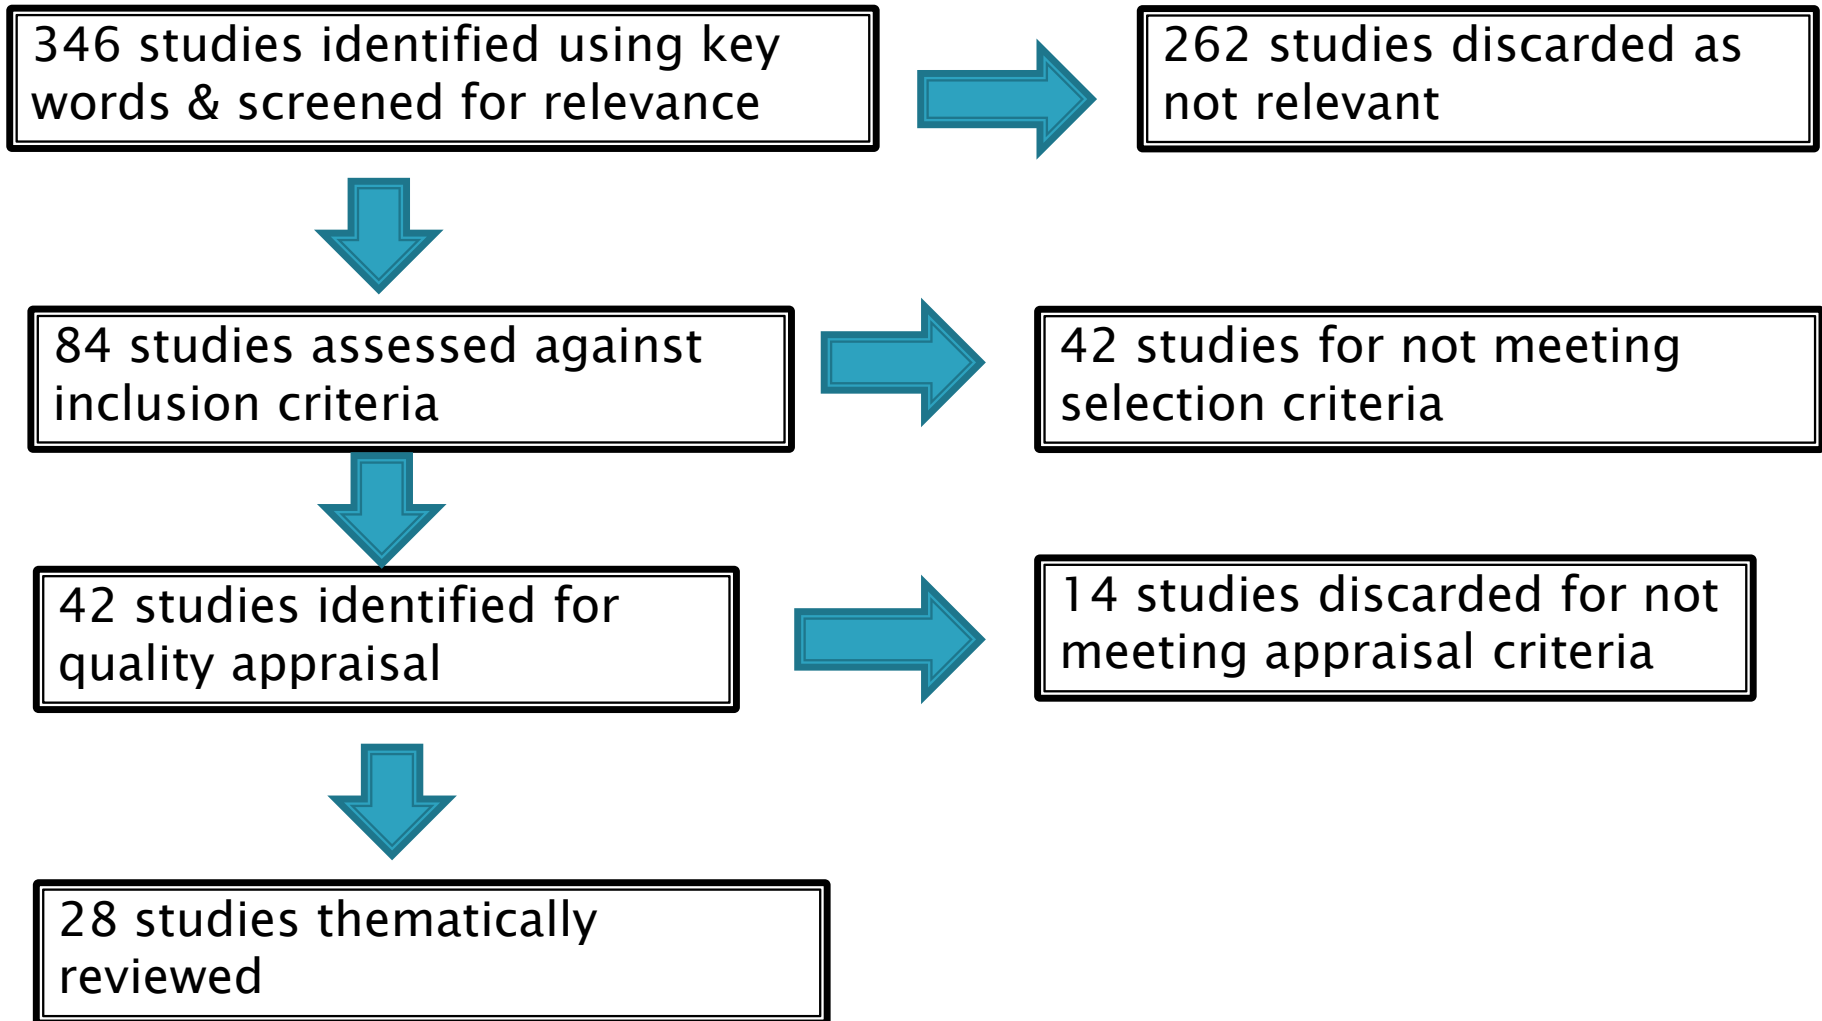 346 studies identified using key
words & screened for relevance
262 studies discarded as
not relevant
84 studies assessed against
inclusion criteria
42 studies for not meeting
selection criteria
42 studies identified for
quality appraisal
14 studies discarded for not
meeting appraisal criteria
28 studies thematically
reviewed